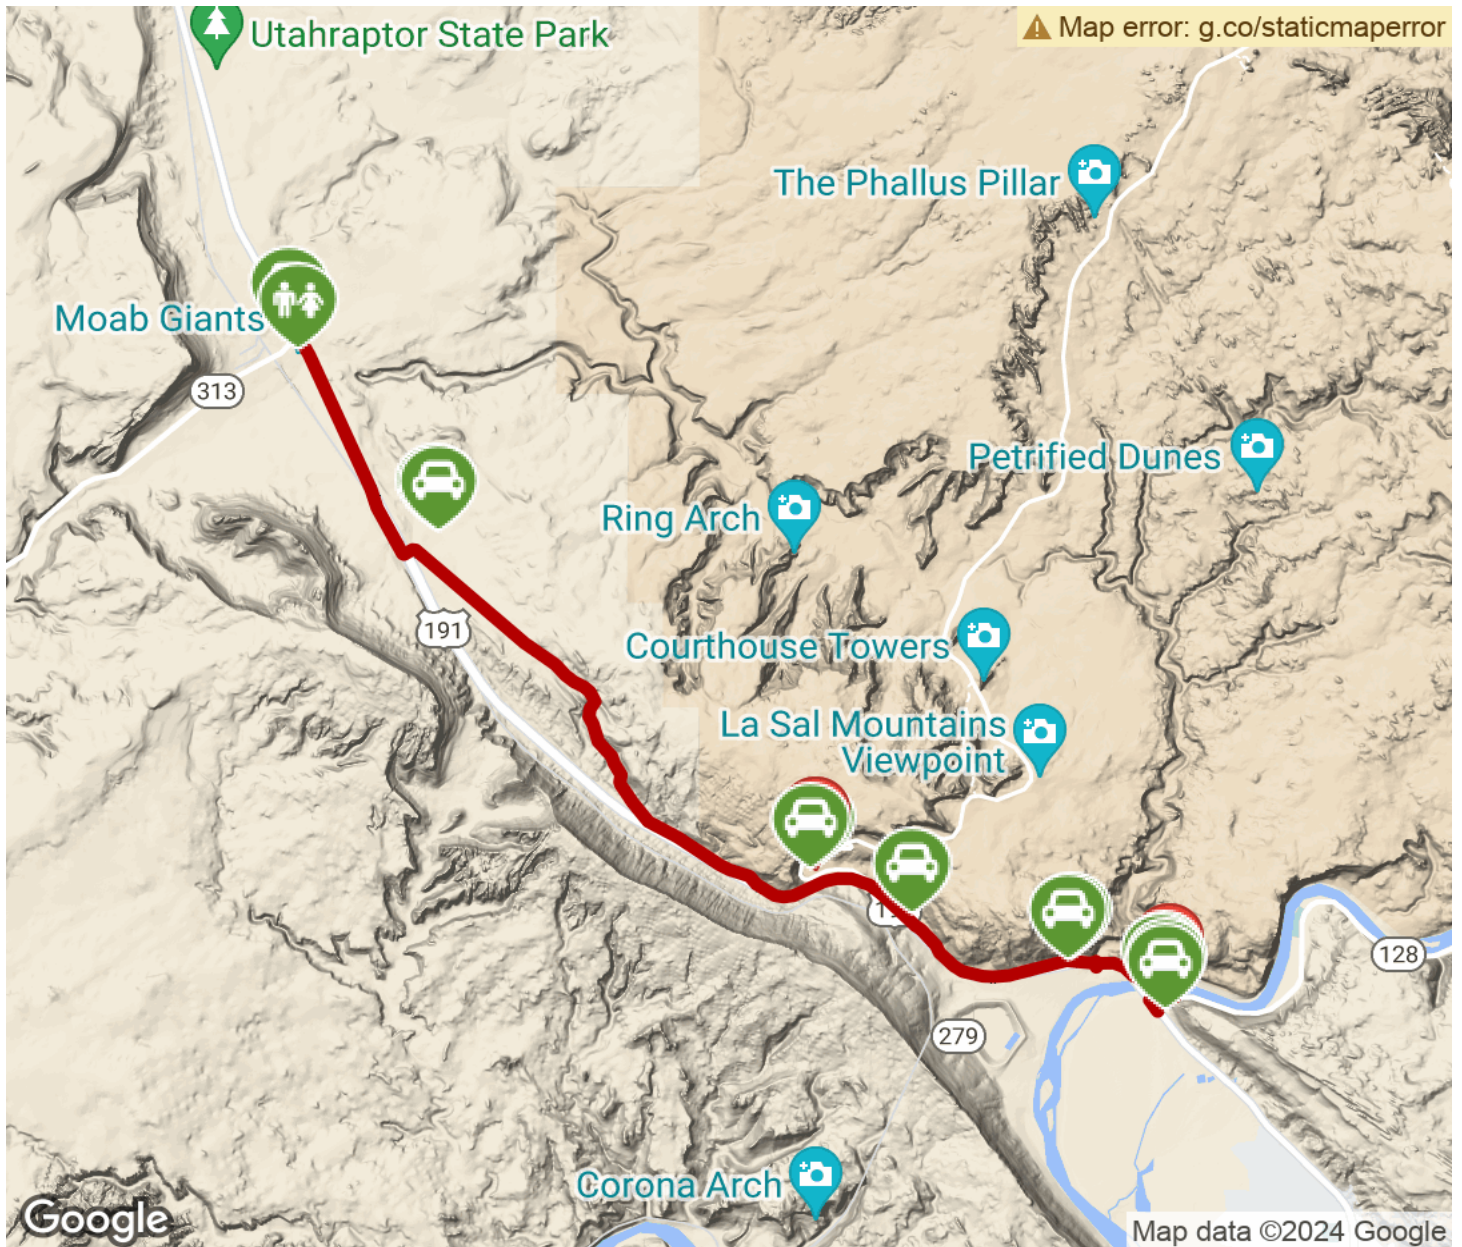 Utahraptor State Park
Map error: g.co/staticmaperror
The Phallus Pillar
Moab Giants
313
Petrified Dunes
Ring Arch
191
Courthouse Towers
La Sal Mountains
Viewpoint
128
279
Corona Arch
Google
Map data ©2024 Google